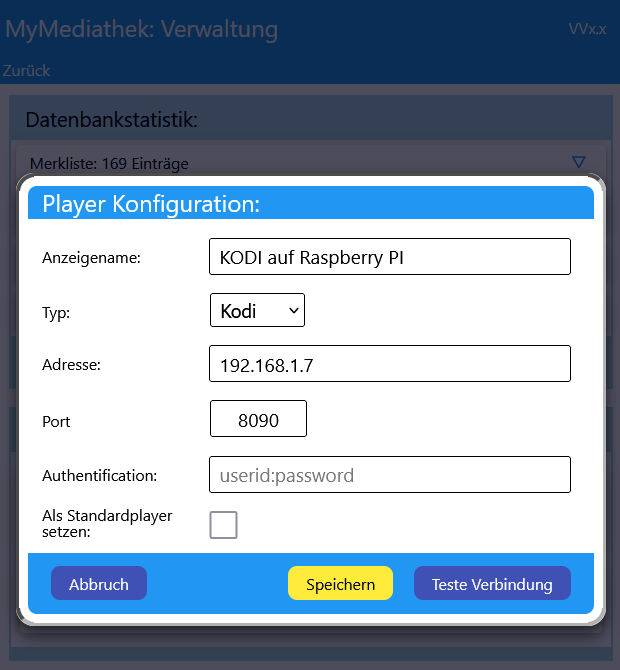 MyMediathek: Verwaltung
VVx.x
Zurück
Datenbankstatistik:
Merkliste: 169 Einträge
Player Konfiguration:
Anzeigename:
KODI auf Raspberry PI
Typ:
Kodi
Adresse:
192.168.1.7
Port
8090
Authentification:
userid:password
Als Standardplayer
setzen:
Abbruch
Speichern
Teste Verbindung